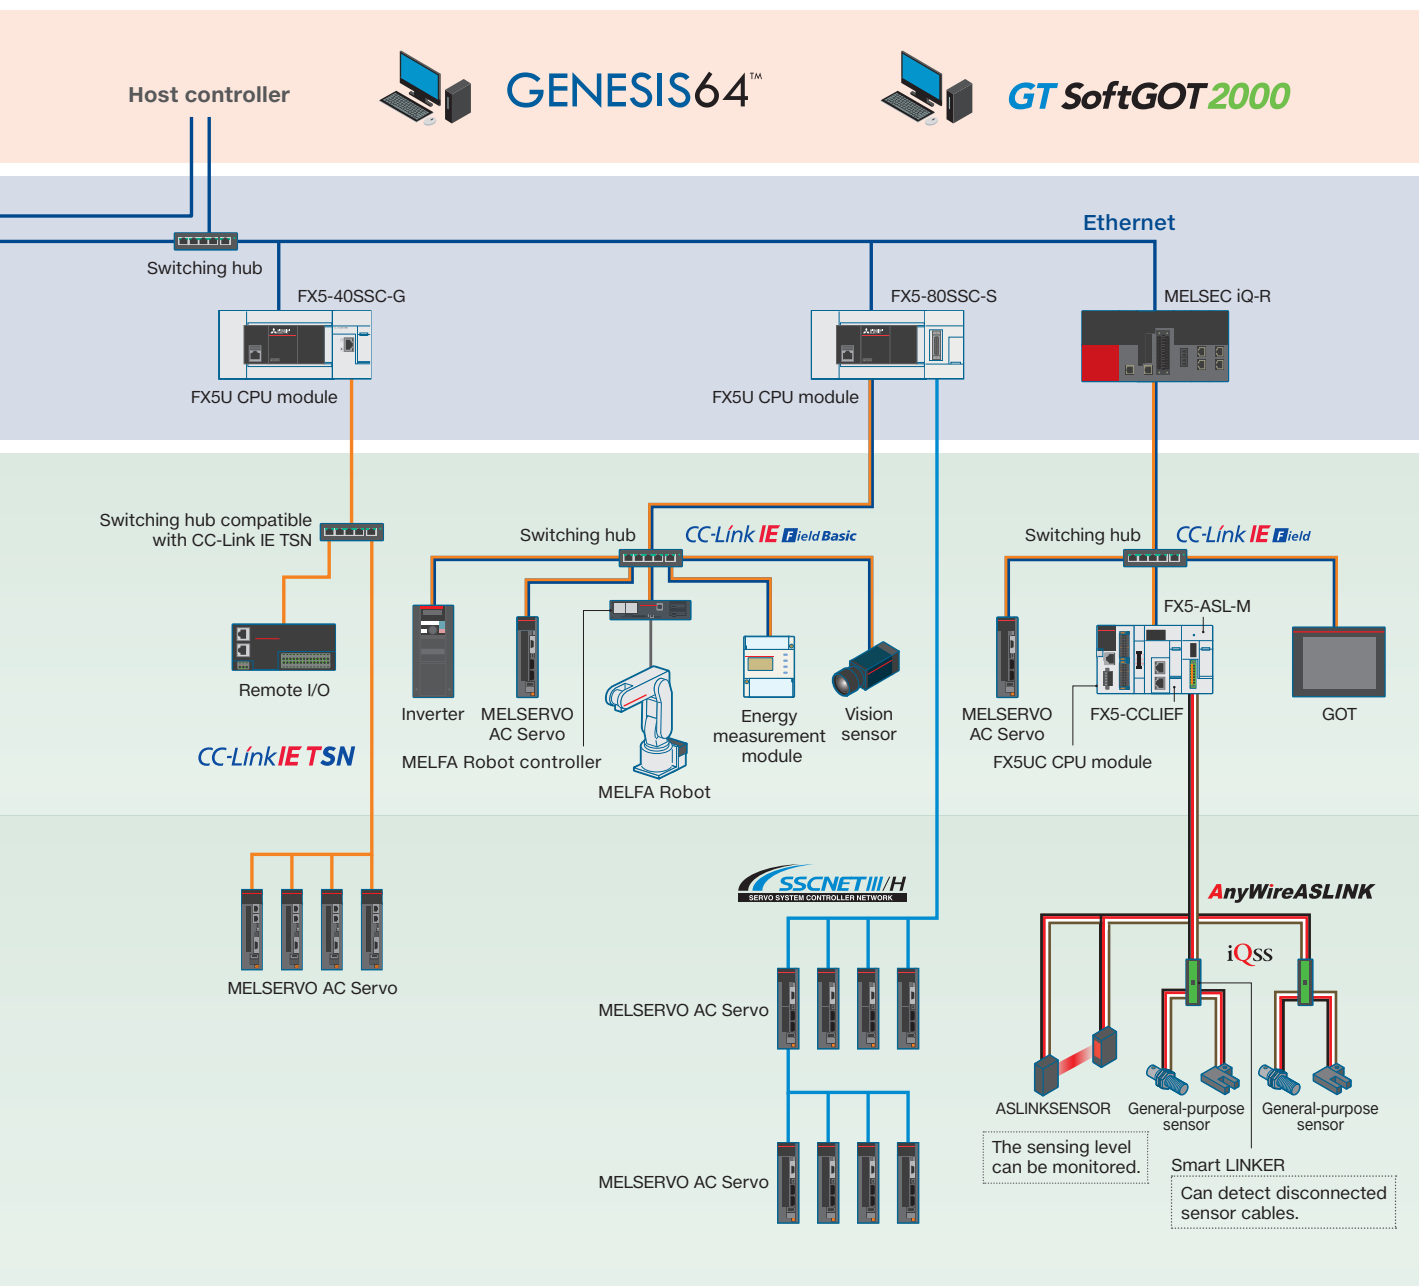 Host controller
GENESIS64™
GT SoftGOT 2000
Ethernet
Switching hub
FX5-40SSC-G
FX5-80SSC-S
MELSEC iQ-R
FX5U CPU module
FX5U CPU module
Switching hub compatible
with CC-Link IE TSN
Switching hub
CC-Link IE Field Basic
Switching hub
CC-Link IE Field
FX5-ASL-M
Remote I/O
Inverter
MELSERVO
AC Servo
Energy
measurement
module
Vision
sensor
MELSERVO
AC Servo
FX5-CCLIEF
GOT
CC-Link IE TSN
MELFA Robot controller
FX5UC CPU module
MELFA Robot
SSCNETIII/H
SERVO SYSTEM CONTROLLER NETWORK
AnyWireASLINK
iQss
MELSERVO AC Servo
MELSERVO AC Servo
ASLINKSENSOR
General-purpose
sensor
General-purpose
sensor
The sensing level
can be monitored.
Smart LINKER
MELSERVO AC Servo
Can detect disconnected
sensor cables.